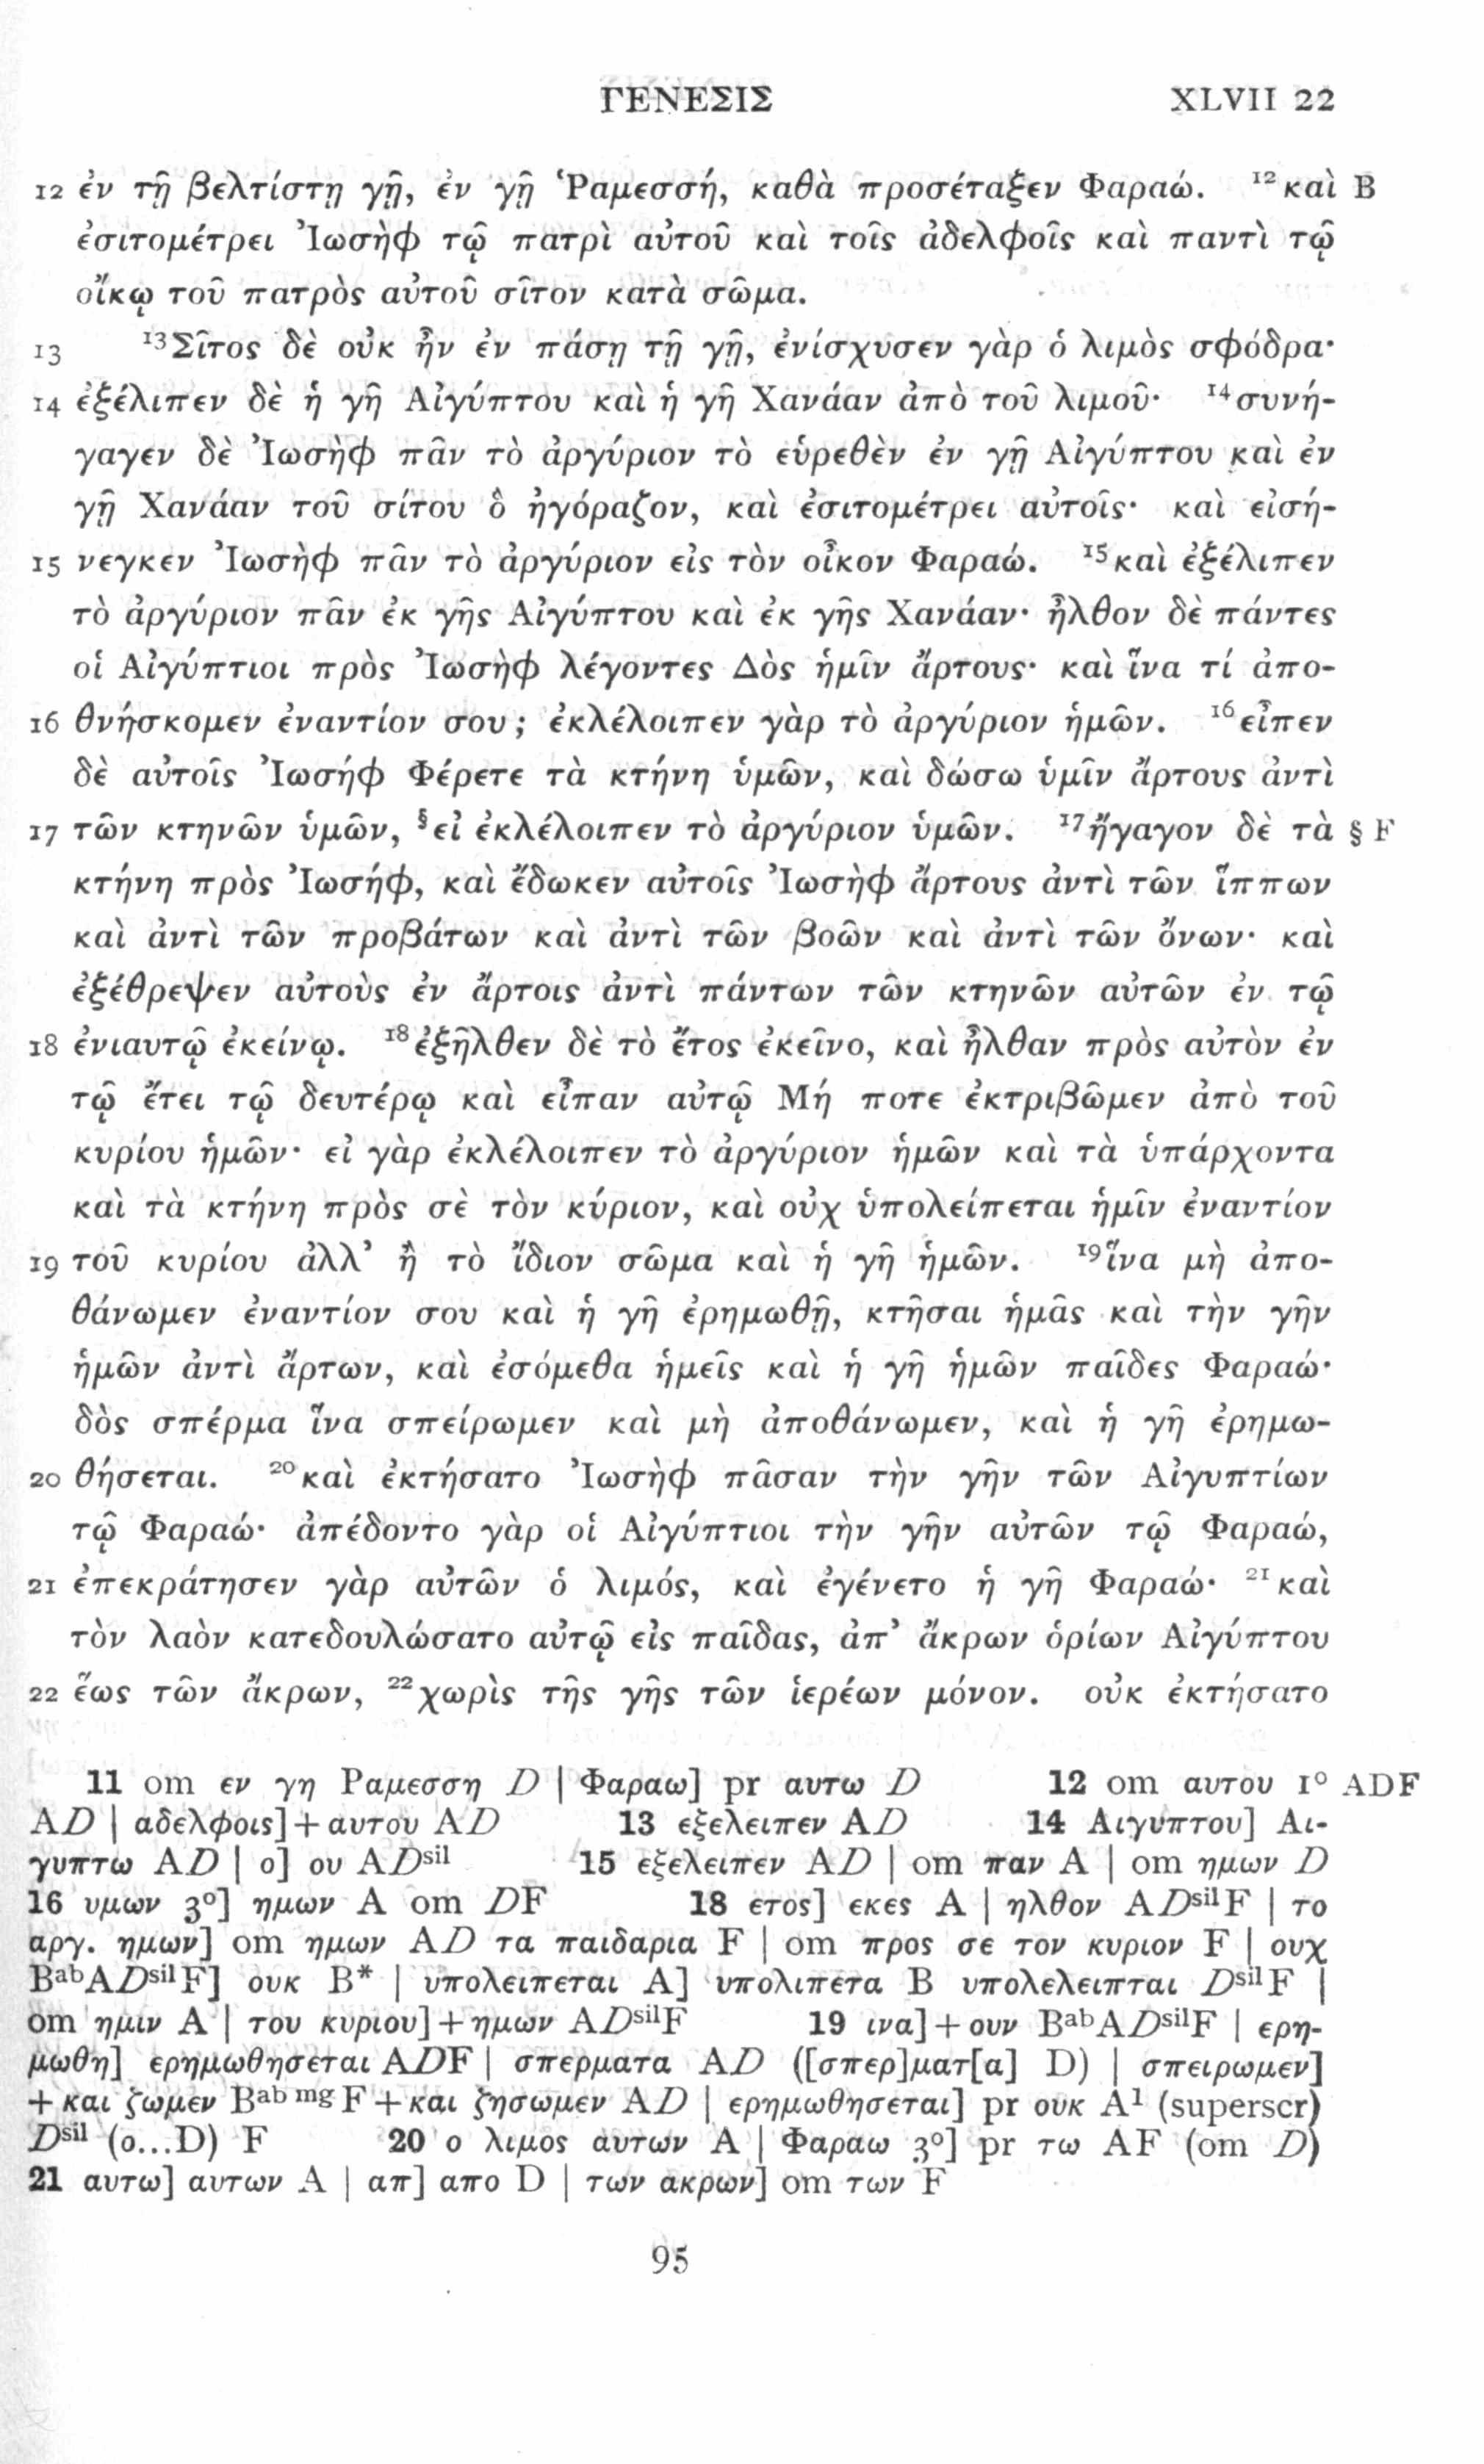 ΓΕΝΕΣΙΣ XLVII 22
12 ἐν τῇ βελτίστῃ γῇ, ἐν γῇ Ῥαμεσσή, καθὰ προσέταξεν Φαραώ. ¹²καὶ B
ἐσιτομέτρει Ἰωσὴφ τῷ πατρὶ αὐτοῦ καὶ τοῖς ἀδελφοῖς καὶ παντὶ τῷ
οἴκῳ τοῦ πατρὸς αὐτοῦ σῖτον κατὰ σῶμα.
13 ¹³Σῖτος δὲ οὐκ ἦν ἐν πάσῃ τῇ γῇ, ἐνίσχυσεν γὰρ ὁ λιμὸς σφόδρα·
14 ἐξέλιπεν δὲ ἡ γῆ Αἰγύπτου καὶ ἡ γῆ Χανάαν ἀπὸ τοῦ λιμοῦ· ¹⁴συνή-
γαγεν δὲ Ἰωσὴφ πᾶν τὸ ἀργύριον τὸ εὑρεθὲν ἐν γῇ Αἰγύπτου καὶ ἐν
γῇ Χανάαν τοῦ σίτου ὃ ἠγόραζον, καὶ ἐσιτομέτρει αὐτοῖς· καὶ εἰσή-
15 νεγκεν Ἰωσὴφ πᾶν τὸ ἀργύριον εἰς τὸν οἶκον Φαραώ. ¹⁵καὶ ἐξέλιπεν
τὸ ἀργύριον πᾶν ἐκ γῆς Αἰγύπτου καὶ ἐκ γῆς Χανάαν· ἦλθον δὲ πάντες
οἱ Αἰγύπτιοι πρὸς Ἰωσὴφ λέγοντες Δὸς ἡμῖν ἄρτους· καὶ ἵνα τί ἀπο-
16 θνήσκομεν ἐναντίον σου; ἐκλέλοιπεν γὰρ τὸ ἀργύριον ἡμῶν. ¹⁶εἶπεν
δὲ αὐτοῖς Ἰωσήφ Φέρετε τὰ κτήνη ὑμῶν, καὶ δώσω ὑμῖν ἄρτους ἀντὶ
17 τῶν κτηνῶν ὑμῶν, §εἰ ἐκλέλοιπεν τὸ ἀργύριον ὑμῶν. ¹⁷ἤγαγον δὲ τὰ § F
κτήνη πρὸς Ἰωσήφ, καὶ ἔδωκεν αὐτοῖς Ἰωσὴφ ἄρτους ἀντὶ τῶν ἵππων
καὶ ἀντὶ τῶν προβάτων καὶ ἀντὶ τῶν βοῶν καὶ ἀντὶ τῶν ὄνων· καὶ
ἐξέθρεψεν αὐτοὺς ἐν ἄρτοις ἀντὶ πάντων τῶν κτηνῶν αὐτῶν ἐν τῷ
18 ἐνιαυτῷ ἐκείνῳ. ¹⁸ἐξῆλθεν δὲ τὸ ἔτος ἐκεῖνο, καὶ ἦλθαν πρὸς αὐτὸν ἐν
τῷ ἔτει τῷ δευτέρῳ καὶ εἶπαν αὐτῷ Μή ποτε ἐκτριβῶμεν ἀπὸ τοῦ
κυρίου ἡμῶν· εἰ γὰρ ἐκλέλοιπεν τὸ ἀργύριον ἡμῶν καὶ τὰ ὑπάρχοντα
καὶ τὰ κτήνη πρὸς σὲ τὸν κύριον, καὶ οὐχ ὑπολείπεται ἡμῖν ἐναντίον
19 τοῦ κυρίου ἀλλ’ ἢ τὸ ἴδιον σῶμα καὶ ἡ γῆ ἡμῶν. ¹⁹ἵνα μὴ ἀπο-
θάνωμεν ἐναντίον σου καὶ ἡ γῆ ἐρημωθῇ, κτῆσαι ἡμᾶς καὶ τὴν γῆν
ἡμῶν ἀντὶ ἄρτων, καὶ ἐσόμεθα ἡμεῖς καὶ ἡ γῆ ἡμῶν παῖδες Φαραώ·
δὸς σπέρμα ἵνα σπείρωμεν καὶ μὴ ἀποθάνωμεν, καὶ ἡ γῆ ἐρημω-
20 θήσεται. ²⁰καὶ ἐκτήσατο Ἰωσὴφ πᾶσαν τὴν γῆν τῶν Αἰγυπτίων
τῷ Φαραώ· ἀπέδοντο γὰρ οἱ Αἰγύπτιοι τὴν γῆν αὐτῶν τῷ Φαραώ,
21 ἐπεκράτησεν γὰρ αὐτῶν ὁ λιμός, καὶ ἐγένετο ἡ γῆ Φαραώ· ²¹καὶ
τὸν λαὸν κατεδουλώσατο αὐτῷ εἰς παῖδας, ἀπ’ ἄκρων ὁρίων Αἰγύπτου
22 ἕως τῶν ἄκρων, ²²χωρὶς τῆς γῆς τῶν ἱερέων μόνον. οὐκ ἐκτήσατο
11 om εν γη Ραμεσση D | Φαραω] pr αυτω D 12 om αυτου 1° ADF
AD | αδελφοις]+αυτου AD 13 εξελειπεν AD 14 Αιγυπτου] Αι-
γυπτω AD | ο] ου ADsil 15 εξελειπεν AD | om παν A | om ημων D
16 υμων 3°] ημων A om DF 18 ετος] εκες A | ηλθον ADsilF | το
αργ. ημων] om ημων AD τα παιδαρια F | om προς σε τον κυριον F | ουχ
BabADsilF] ουκ B* | υπολειπεται A] υπολιπετα B υπολελειπται DsilF |
om ημιν A | του κυριου]+ημων ADsilF 19 ινα]+ουν BabADsilF | ερη-
μωθη] ερημωθησεται ADF | σπερματα AD ([σπερ]ματ[α] D) | σπειρωμεν]
+και ζωμεν Bab mg F +και ζησωμεν AD | ερημωθησεται] pr ουκ A¹ (superscr)
Dsil (ο...D) F 20 ο λιμος αυτων A | Φαραω 3°] pr τω AF (om D)
21 αυτω] αυτων A | απ] απο D | των ακρων] om των F
95